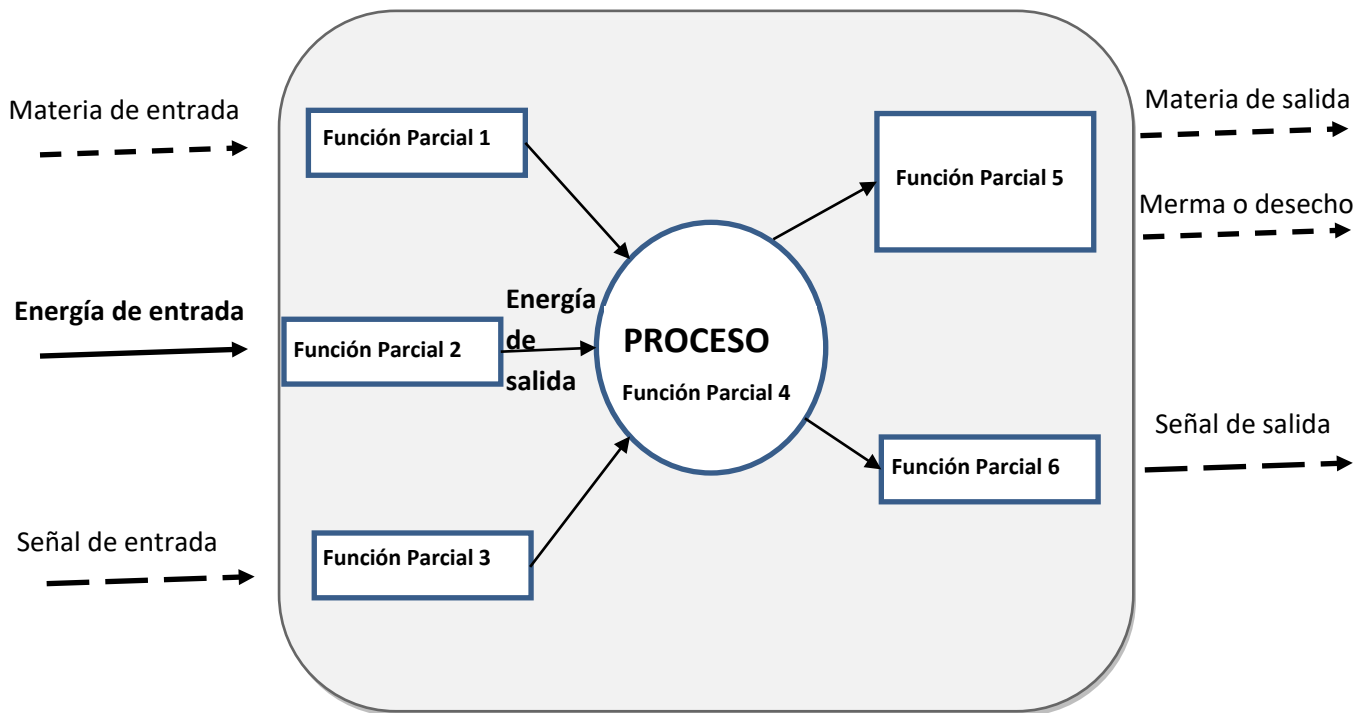 Materia de entrada
Función Parcial 1
Energía de entrada
Función Parcial 2
Energía
de
salida
Señal de entrada
Función Parcial 3
PROCESO
Función Parcial 4
Función Parcial 5
Función Parcial 6
Materia de salida
Merma o desecho
Señal de salida